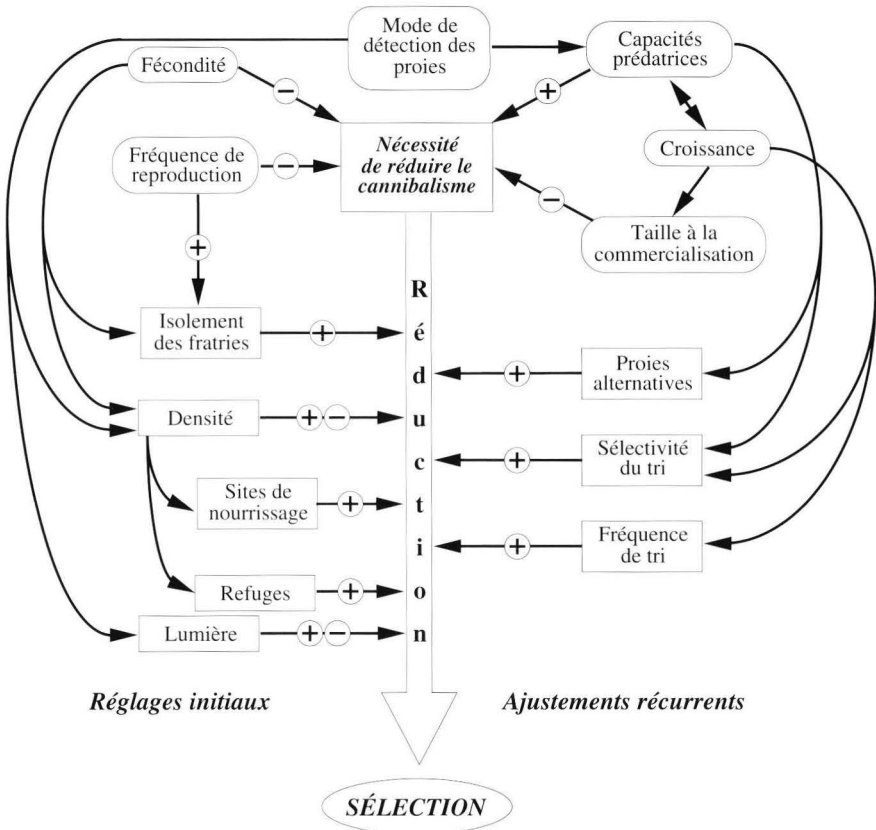 Mode de
détection des
proies
Capacités
prédatrices
Fécondité
−
+
Nécessité
de réduire le
cannibalisme
Fréquence de
reproduction
−
Croissance
−
Taille à la
commercialisation
+
R
é
d
u
c
t
i
o
n
Isolement
des fratries
+
+
Proies
alternatives
Densité
+ −
+
Sélectivité
du tri
Sites de
nourrissage
+
+
Fréquence
de tri
Refuges
+
Lumière
+ −
Réglages initiaux
Ajustements récurrents
SÉLECTION